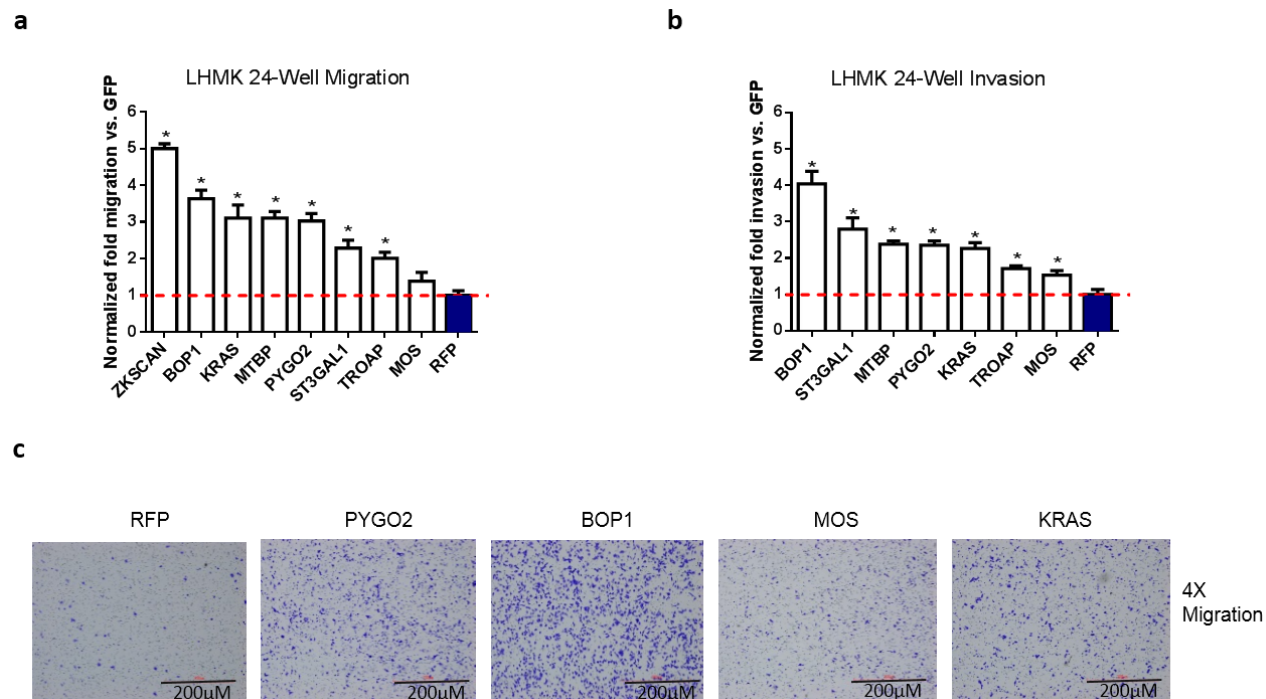 a
LHMK 24-Well Migration
Normalized fold migration vs. GFP
6
5
4
3
2
1
0
*
*
*
*
*
*
*
ZKSCAN
BOP1
KRAS
MTBP
PYGO2
ST3GAL1
TROAP
MOS
RFP
b
LHMK 24-Well Invasion
Normalized fold invasion vs. GFP
6
5
4
3
2
1
0
*
*
*
*
*
*
*
BOP1
ST3GAL1
MTBP
PYGO2
KRAS
TROAP
MOS
RFP
c
RFP
PYGO2
BOP1
MOS
KRAS
200µM
200µM
200µM
200µM
200µM
4X
Migration